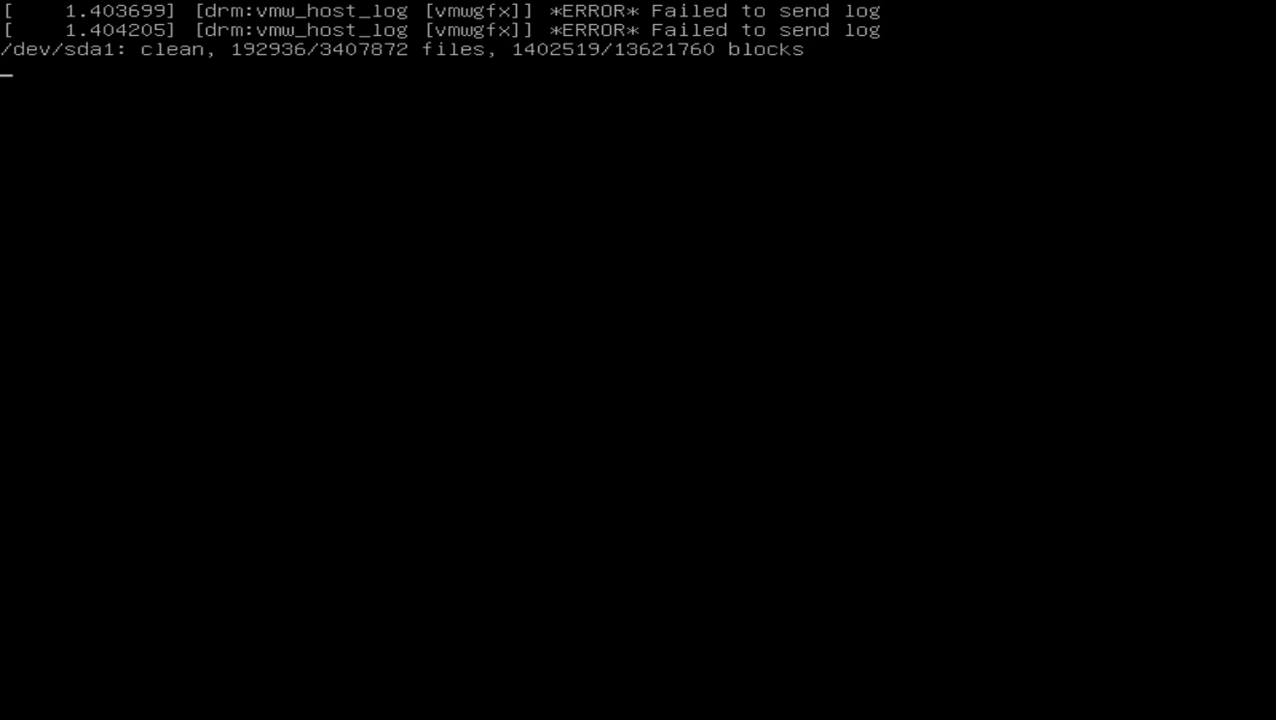 [    1.403699] [drm:vmw_host_log [vmwgfx]] *ERROR* Failed to send log
[    1.404205] [drm:vmw_host_log [vmwgfx]] *ERROR* Failed to send log
/dev/sda1: clean, 192936/3407872 files, 1402519/13621760 blocks
_